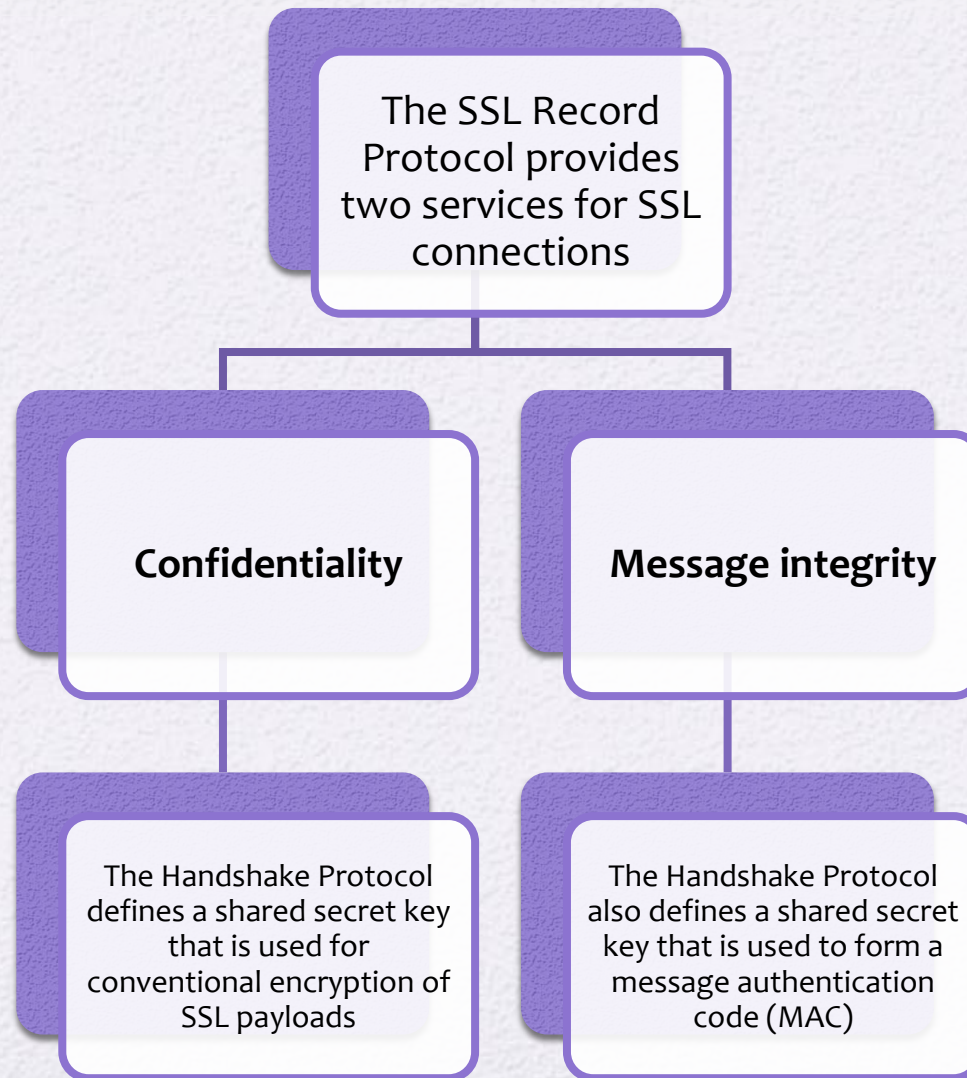 The SSL Record
Protocol provides
two services for SSL
connections
Confidentiality
Message integrity
The Handshake Protocol
defines a shared secret key
that is used for
conventional encryption of
SSL payloads
The Handshake Protocol
also defines a shared secret
key that is used to form a
message authentication
code (MAC)